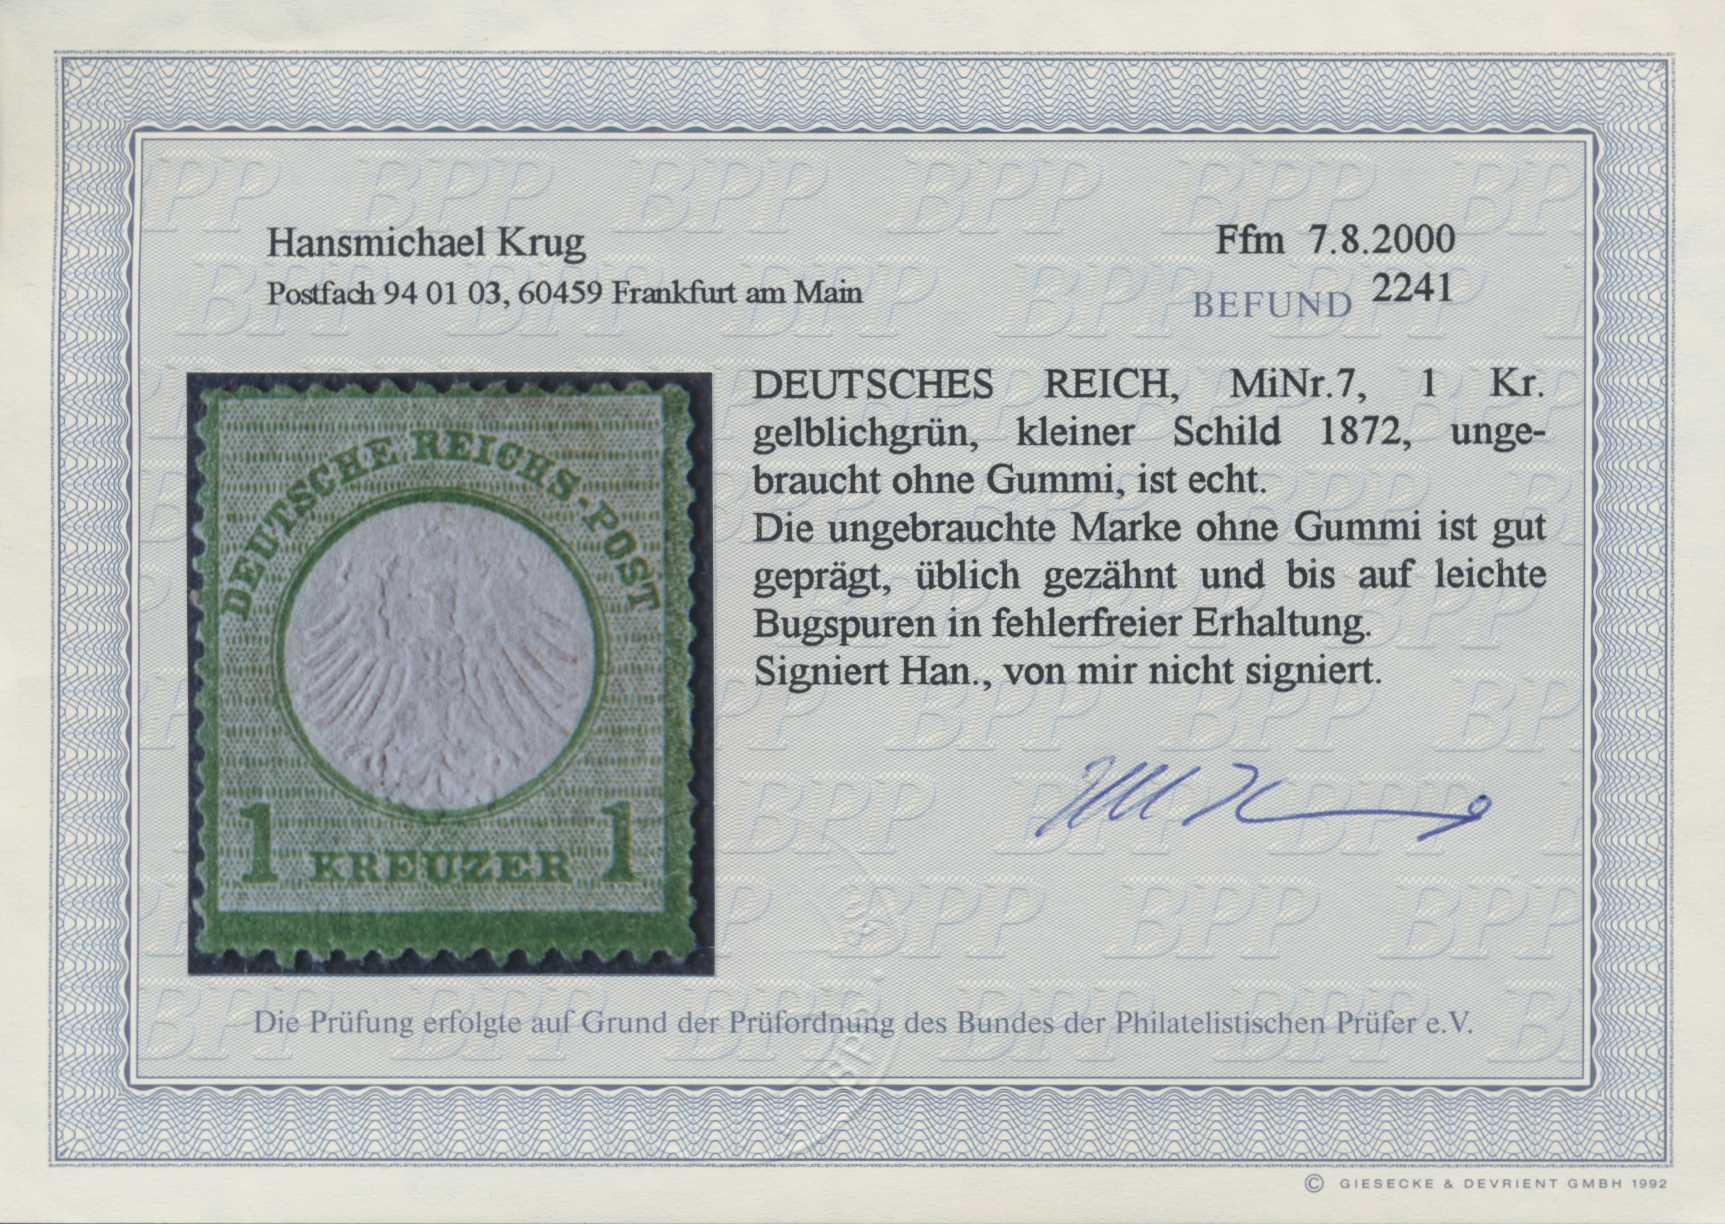 Hansmichael Krug
Postfach 94 01 03, 60459 Frankfurt am Main
Ffm 7.8.2000
BEFUND 2241
DEUTSCHE REICHS-POST
1 KREUZER 1
DEUTSCHES REICH, MiNr.7, 1 Kr.
gelblichgrün, kleiner Schild 1872, unge-
braucht ohne Gummi, ist echt.
Die ungebrauchte Marke ohne Gummi ist gut
geprägt, üblich gezähnt und bis auf leichte
Bugspuren in fehlerfreier Erhaltung.
Signiert Han., von mir nicht signiert.
Die Prüfung erfolgte auf Grund der Prüfordnung des Bundes der Philatelistischen Prüfer e.V.
© GIESECKE & DEVRIENT GMBH 1992